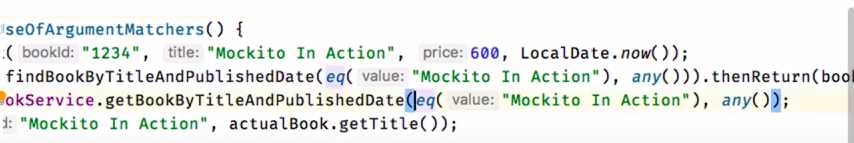 seOfArgumentMatchers() {
( bookId: "1234", title: "Mockito In Action", price: 600, LocalDate.now());
findBookByTitleAndPublishedDate(eq( value: "Mockito In Action"), any())).thenReturn(boo
okService.getBookByTitleAndPublishedDate(eq( value: "Mockito In Action"), any());
d: "Mockito In Action", actualBook.getTitle());